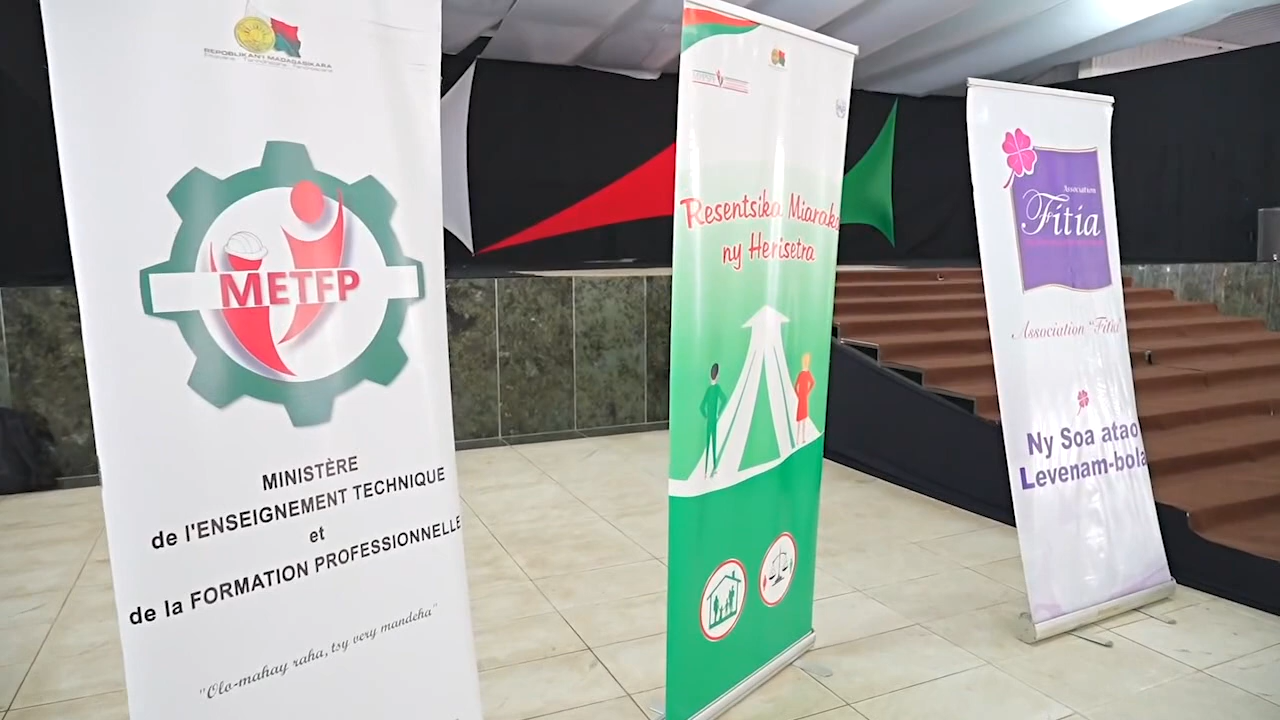 REPOBLIKAN'I MADAGASIKARA
METFP
MINISTÈRE
de l'ENSEIGNEMENT TECHNIQUE
et
de la FORMATION PROFESSIONNELLE
"Olo-mahay raha, tsy very mandeha"
Resentsika Miaraka
ny Herisetra
Association
Fitia
Association "Fitia"
Ny Soa atao
Levenam-bola